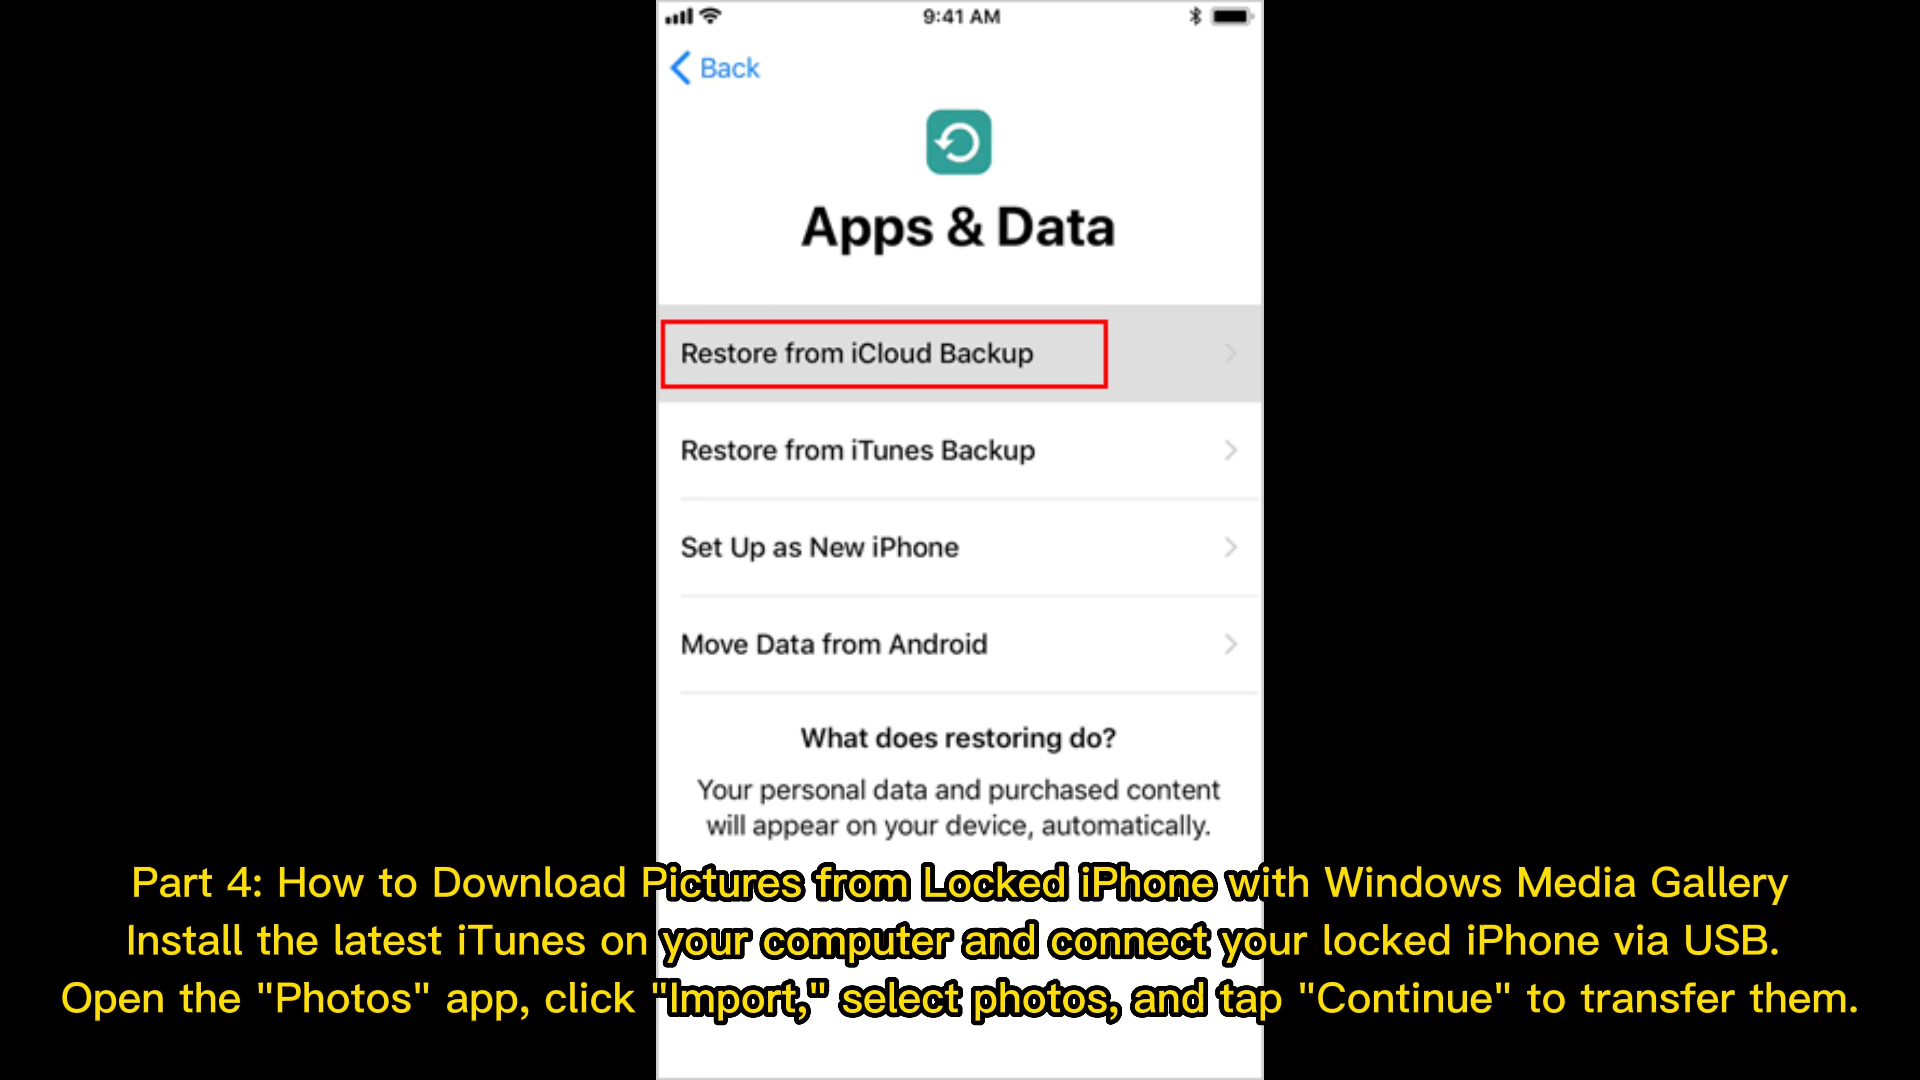 9:41 AM
Back
Apps & Data
Restore from iCloud Backup
Restore from iTunes Backup
Set Up as New iPhone
Move Data from Android
What does restoring do?
Your personal data and purchased content
will appear on your device, automatically.
Part 4: How to Download Pictures from Locked iPhone with Windows Media Gallery
Install the latest iTunes on your computer and connect your locked iPhone via USB.
Open the "Photos" app, click "Import," select photos, and tap "Continue" to transfer them.